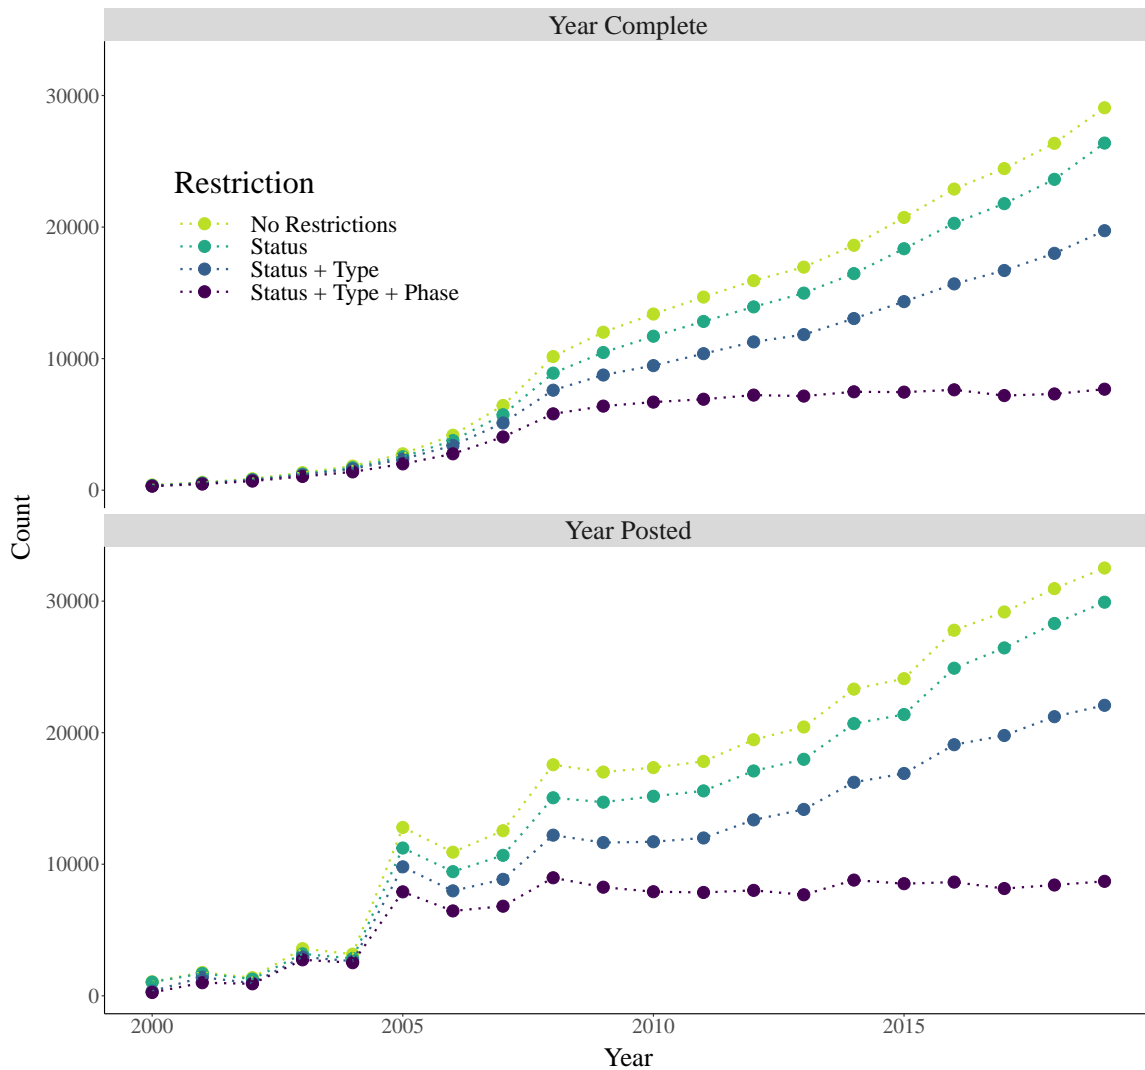 Year Complete
30000
20000
10000
0
Restriction
No Restrictions
Status
Status + Type
Status + Type + Phase
Count
Year Posted
30000
20000
10000
0
2000 2005 2010 2015
Year